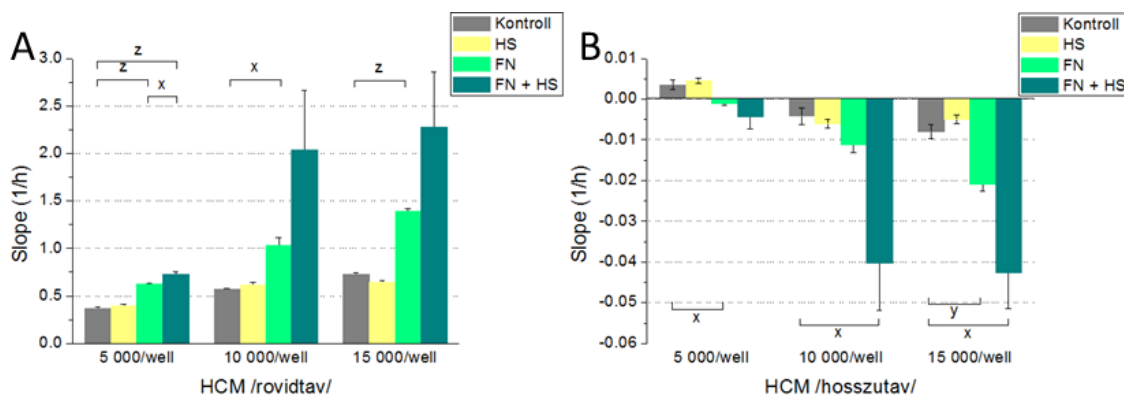 A
Kontroll
HS
FN
FN + HS
z
z
x
x
z
3.0
2.5
2.0
1.5
1.0
0.5
0.0
Slope (1/h)
5 000/well
10 000/well
15 000/well
HCM /rovidtav/
B
Kontroll
HS
FN
FN + HS
0.01
0.00
-0.01
-0.02
-0.03
-0.04
-0.05
-0.06
Slope (1/h)
x
x
y
x
5 000/well
10 000/well
15 000/well
HCM /hosszutav/